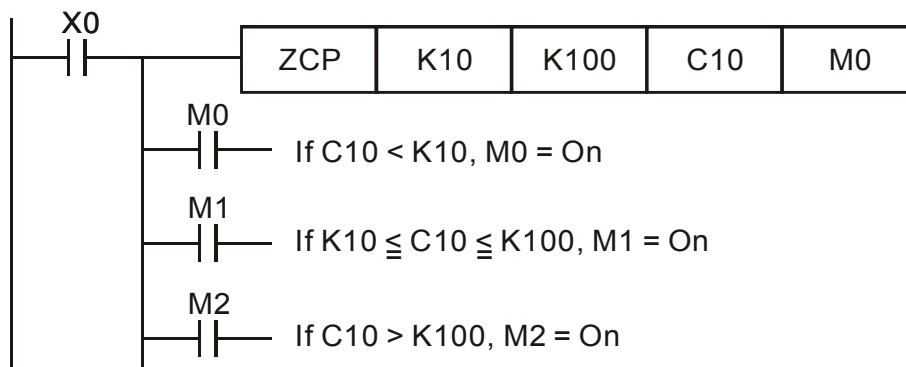 X0
ZCP K10 K100 C10 M0
M0
If C10 < K10, M0 = On
M1
If K10 ≦ C10 ≦ K100, M1 = On
M2
If C10 > K100, M2 = On